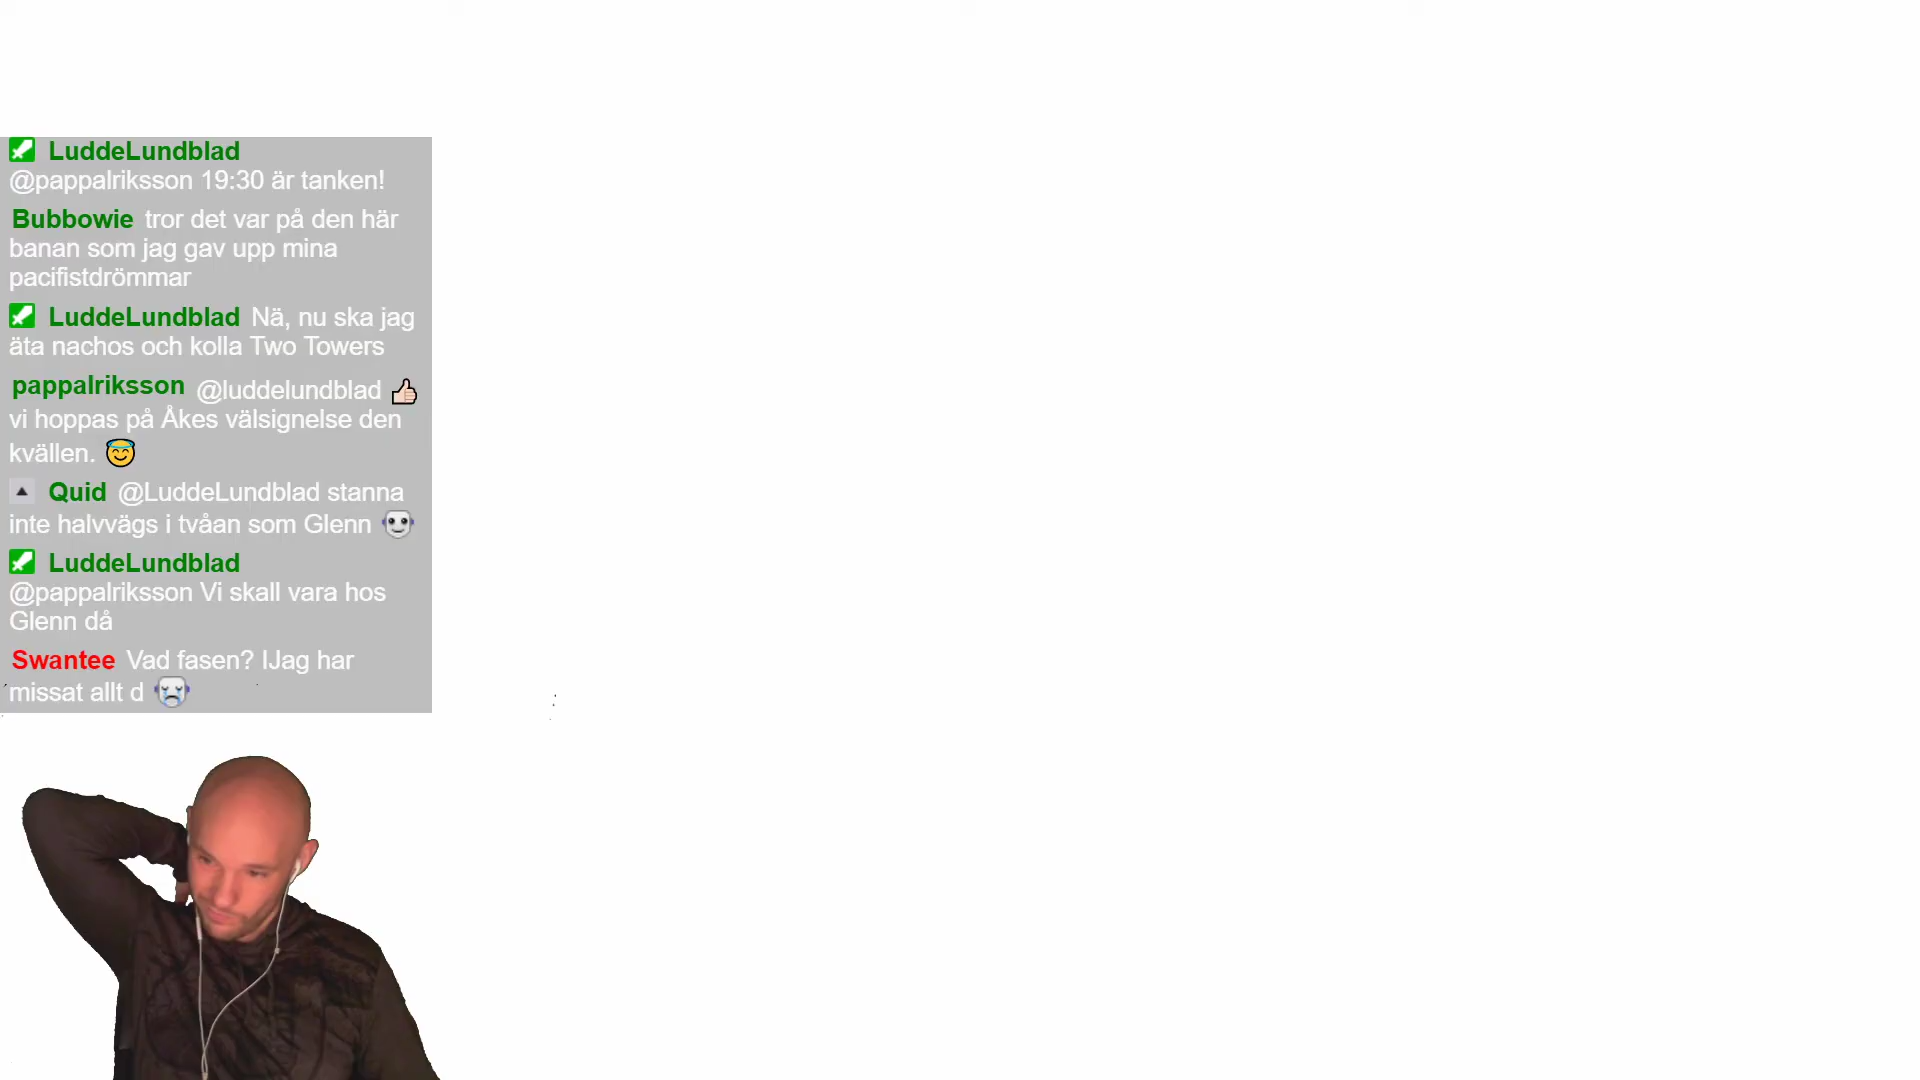 LuddeLundblad
@pappalriksson 19:30 är tanken!
Bubbowie tror det var på den här
banan som jag gav upp mina
pacifistdrömmar
LuddeLundblad Nä, nu ska jag
äta nachos och kolla Two Towers
pappalriksson @luddelundblad 👍🏻
vi hoppas på Åkes välsignelse den
kvällen. 😇
Quid @LuddeLundblad stanna
inte halvvägs i tvåan som Glenn
LuddeLundblad
@pappalriksson Vi skall vara hos
Glenn då
Swantee Vad fasen? IJag har
missat allt d